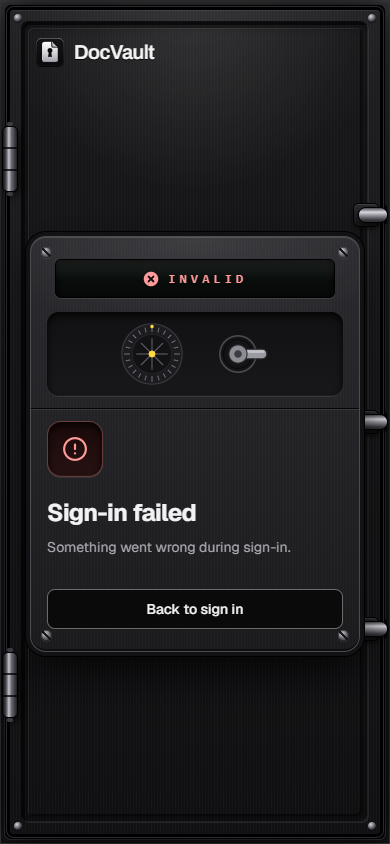 DocVault
INVALID
Sign-in failed
Something went wrong during sign-in.
Back to sign in